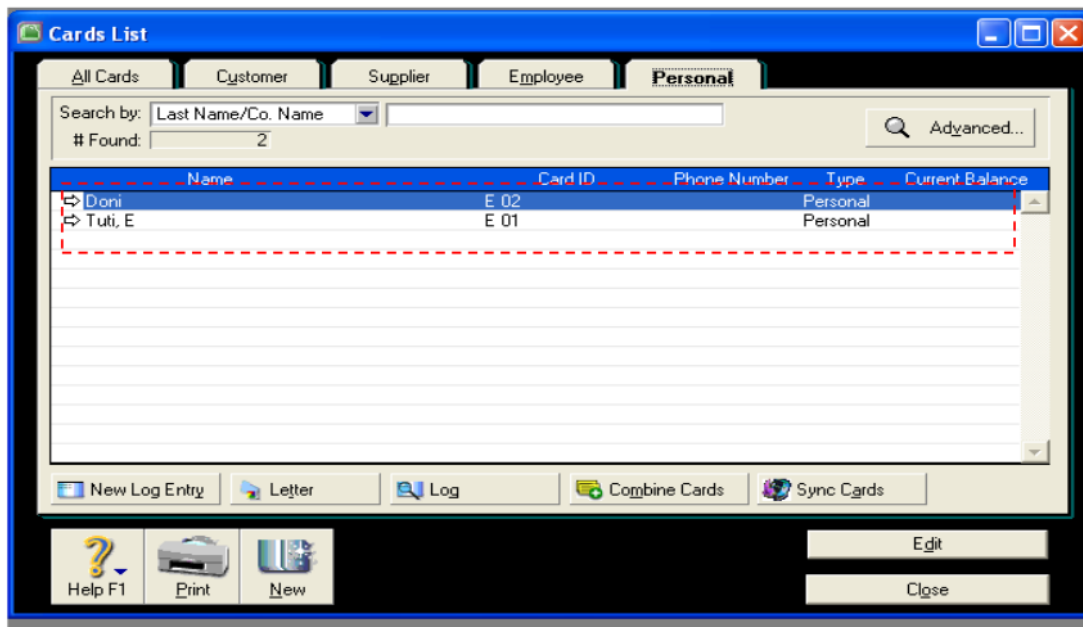 Cards List
All Cards Customer Supplier Employee Personal
Search by: Last Name/Co. Name
# Found: 2
Advanced...
Name Card ID Phone Number Type Current Balance
Doni E 02 Personal
Tuti, E E 01 Personal
New Log Entry Letter Log Combine Cards Sync Cards
Help F1 Print New
Edit
Close